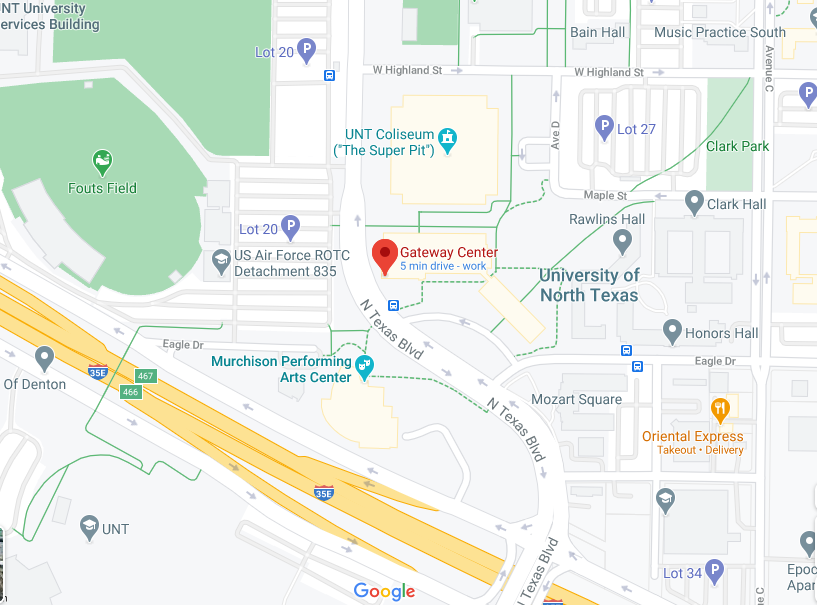 UNT University
ervices Building
Lot 20
P
W Highland St
W Highland St
Bain Hall
Music Practice South
Avenue C
P
UNT Coliseum
("The Super Pit")
Ave D
P
Lot 27
Clark Park
Fouts Field
Maple St
Clark Hall
Rawlins Hall
Lot 20
P
US Air Force ROTC
Detachment 835
Gateway Center
5 min drive - work
University of
North Texas
N Texas Blvd
Honors Hall
Eagle Dr
Eagle Dr
Murchison Performing
Arts Center
35E
467
466
Of Denton
Mozart Square
N Texas Blvd
Oriental Express
Takeout • Delivery
35E
UNT
N Texas Blvd
Lot 34
P
Epoc
Apar
e C
Google